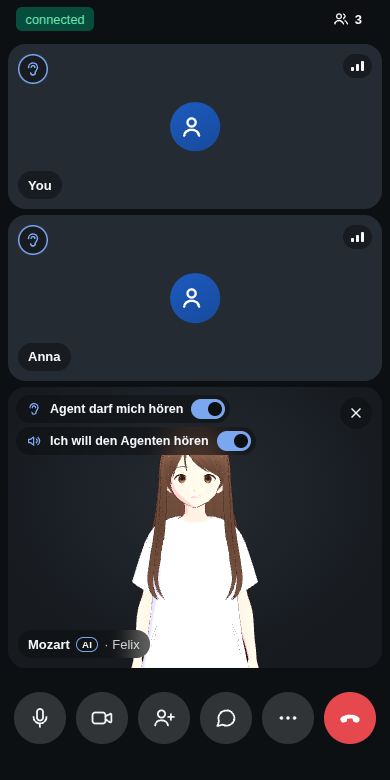 connected
3
You
Anna
Agent darf mich hören
Ich will den Agenten hören
Mozart AI · Felix